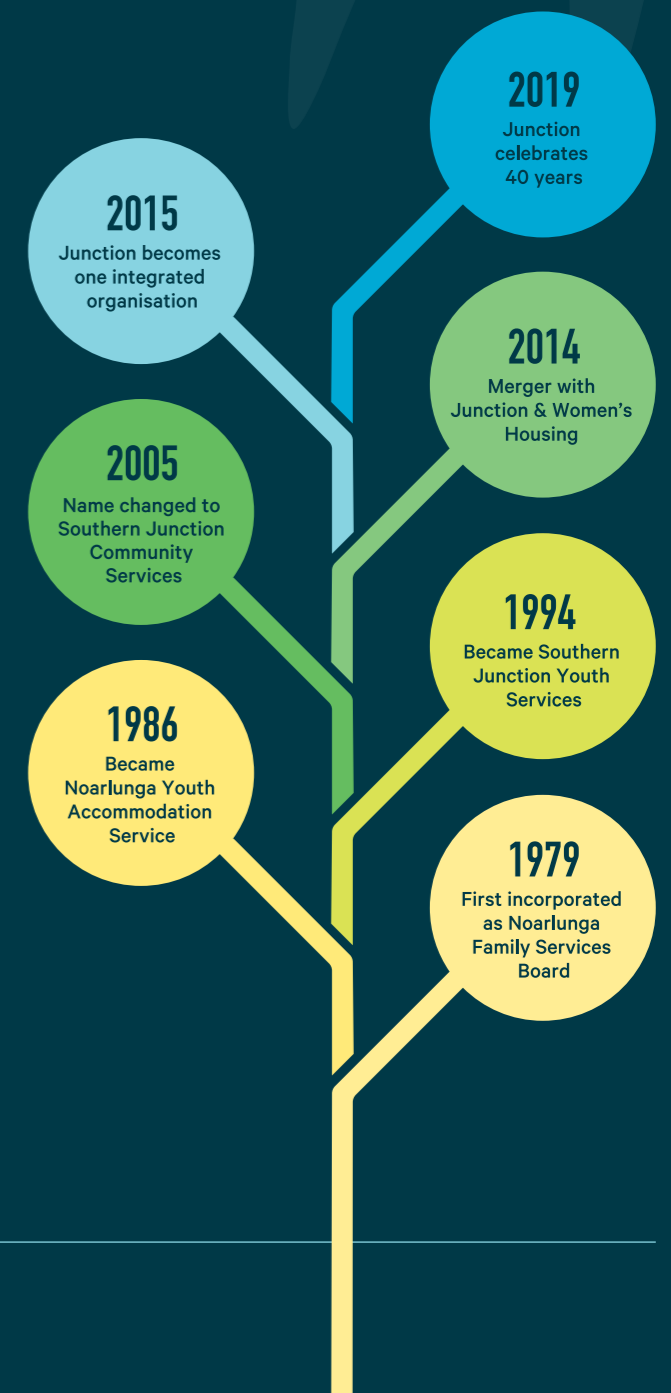 2019
Junction
celebrates
40 years
2015
Junction becomes
one integrated
organisation
2014
Merger with
Junction & Women's
Housing
2005
Name changed to
Southern Junction
Community
Services
1994
Became Southern
Junction Youth
Services
1986
Became
Noarlunga Youth
Accommodation
Service
1979
First incorporated
as Noarlunga
Family Services
Board